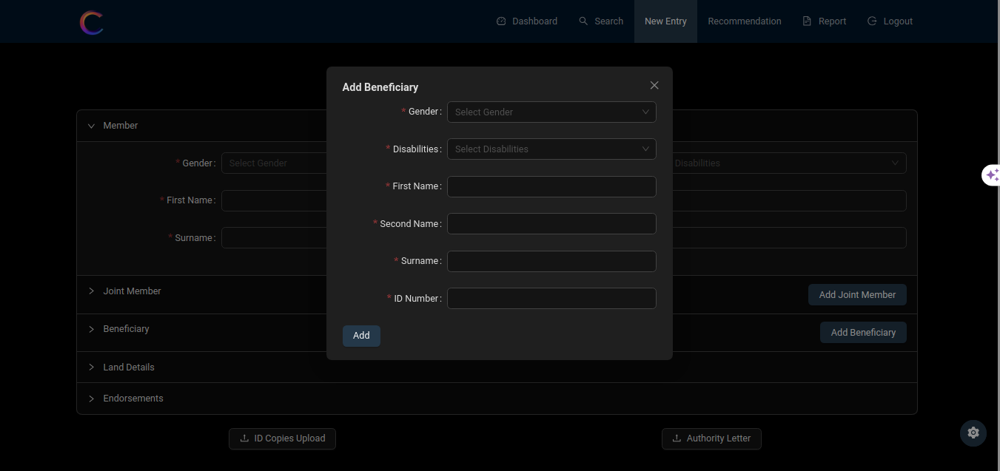 Dashboard
Search
New Entry
Recommendation
Report
Logout
Add Beneficiary
* Gender:
Select Gender
* Disabilities:
Select Disabilities
* First Name:
* Second Name:
* Surname:
* ID Number:
Add
Member
* Gender:
Select Gender
Disabilities
* First Name:
* Surname:
Joint Member
Add Joint Member
Beneficiary
Add Beneficiary
Land Details
Endorsements
ID Copies Upload
Authority Letter